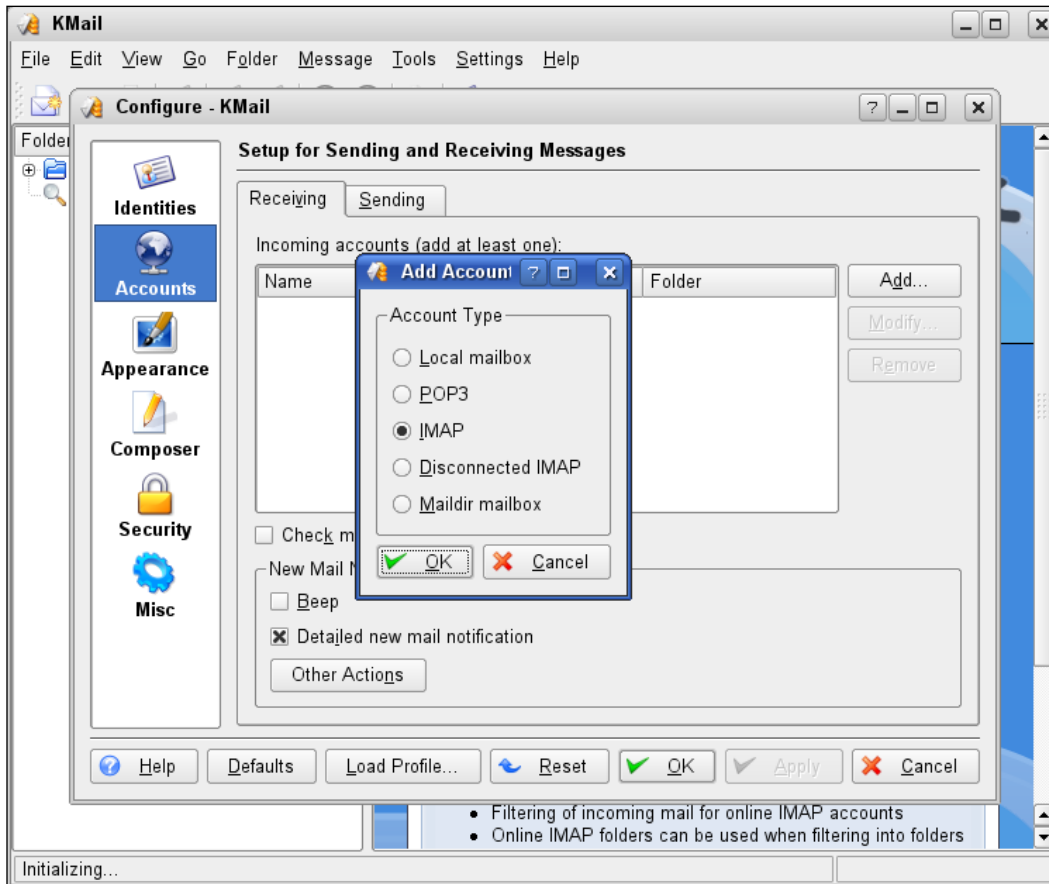 KMail
File Edit View Go Folder Message Tools Settings Help
Configure - KMail
Folder
Setup for Sending and Receiving Messages
Identities
Accounts
Appearance
Composer
Security
Misc
Receiving Sending
Incoming accounts (add at least one):
Name Folder
Add...
Modify...
Remove
Add Account
Account Type
Local mailbox
POP3
IMAP
Disconnected IMAP
Maildir mailbox
OK Cancel
Check m
New Mail N
Beep
Detailed new mail notification
Other Actions
Help Defaults Load Profile... Reset OK Apply Cancel
• Filtering of incoming mail for online IMAP accounts
• Online IMAP folders can be used when filtering into folders
Initializing...